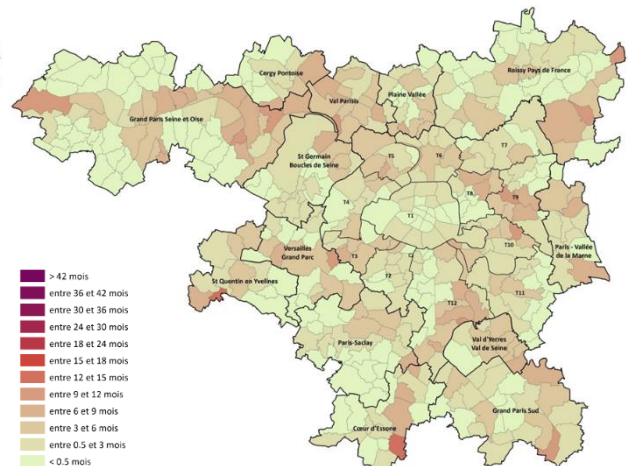 Cergy Pontoise
Roissy Pays de France
Val Parisis
Plaine Vallée
Grand Paris Seine et Oise
St Germain
Boucles de Seine
T5
T6
T7
T8
T9
T4
T1
T10
Paris - Vallée
de la Marne
Versailles
Grand Parc
T3
T2
St Quentin en Yvelines
T11
T12
Paris-Saclay
Val d'Yerres
Val de Seine
Grand Paris Sud
Cœur d'Essone
> 42 mois
entre 36 et 42 mois
entre 30 et 36 mois
entre 24 et 30 mois
entre 18 et 24 mois
entre 15 et 18 mois
entre 12 et 15 mois
entre 9 et 12 mois
entre 6 et 9 mois
entre 3 et 6 mois
entre 0.5 et 3 mois
< 0.5 mois